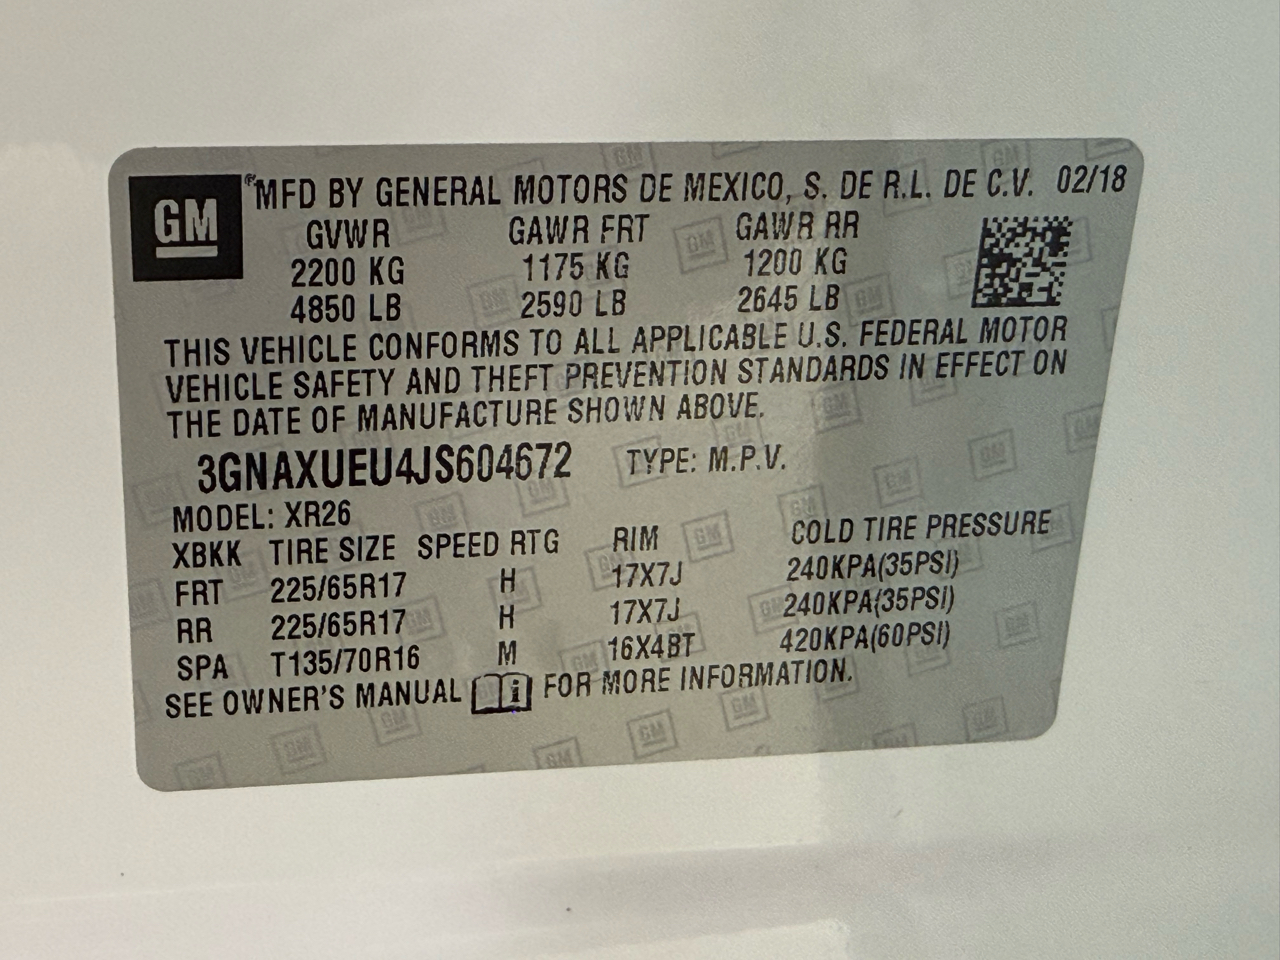 GM
® MFD BY GENERAL MOTORS DE MEXICO, S. DE R.L. DE C.V. 02/18
GVWR GAWR FRT GAWR RR
2200 KG 1175 KG 1200 KG
4850 LB 2590 LB 2645 LB
THIS VEHICLE CONFORMS TO ALL APPLICABLE U.S. FEDERAL MOTOR
VEHICLE SAFETY AND THEFT PREVENTION STANDARDS IN EFFECT ON
THE DATE OF MANUFACTURE SHOWN ABOVE.
3GNAXUEU4JS604672 TYPE: M.P.V.
MODEL: XR26
XBKK TIRE SIZE SPEED RTG RIM COLD TIRE PRESSURE
FRT 225/65R17 H 17X7J 240KPA(35PSI)
RR 225/65R17 H 17X7J 240KPA(35PSI)
SPA T135/70R16 M 16X4BT 420KPA(60PSI)
SEE OWNER'S MANUAL i FOR MORE INFORMATION.